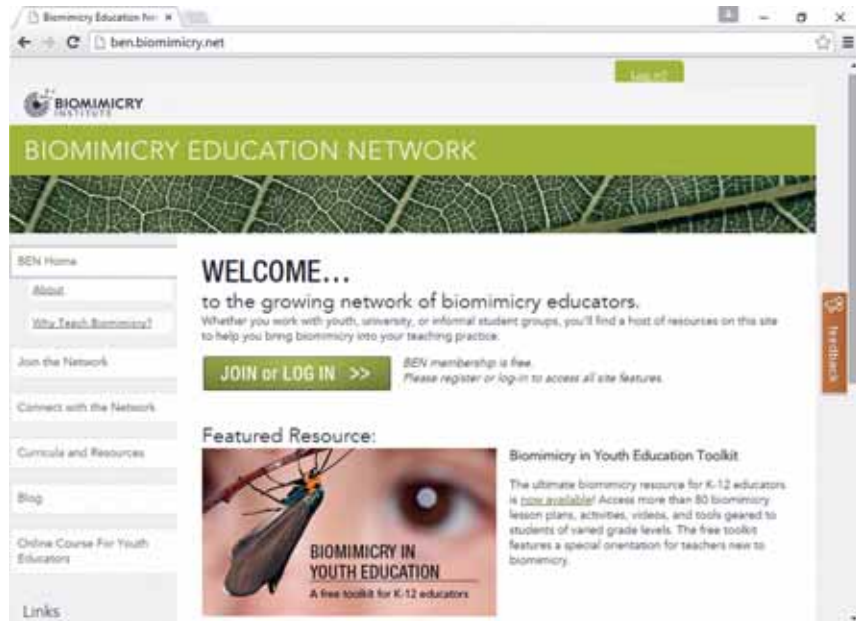 Biomimicry Education Net
ben.biomimicry.net
Log in?
BIOMIMICRY
INSTITUTE
BIOMIMICRY EDUCATION NETWORK
BEN Home
About
Why Teach Biomimicry?
Join the Network
Connect with the Network
Curricula and Resources
Blog
Online Course For Youth
Educators
Links
WELCOME...
to the growing network of biomimicry educators.
Whether you work with youth, university, or informal student groups, you'll find a host of resources on this site
to help you bring biomimicry into your teaching practice.
JOIN or LOG IN >>
BEN membership is free.
Please register or log-in to access all site features.
Featured Resource:
BIOMIMICRY IN
YOUTH EDUCATION
A free toolkit for K-12 educators
Biomimicry in Youth Education Toolkit
The ultimate biomimicry resource for K-12 educators
is now available! Access more than 80 biomimicry
lesson plans, activities, videos, and tools geared to
students of varied grade levels. The free toolkit
features a special orientation for teachers new to
biomimicry.
feedback